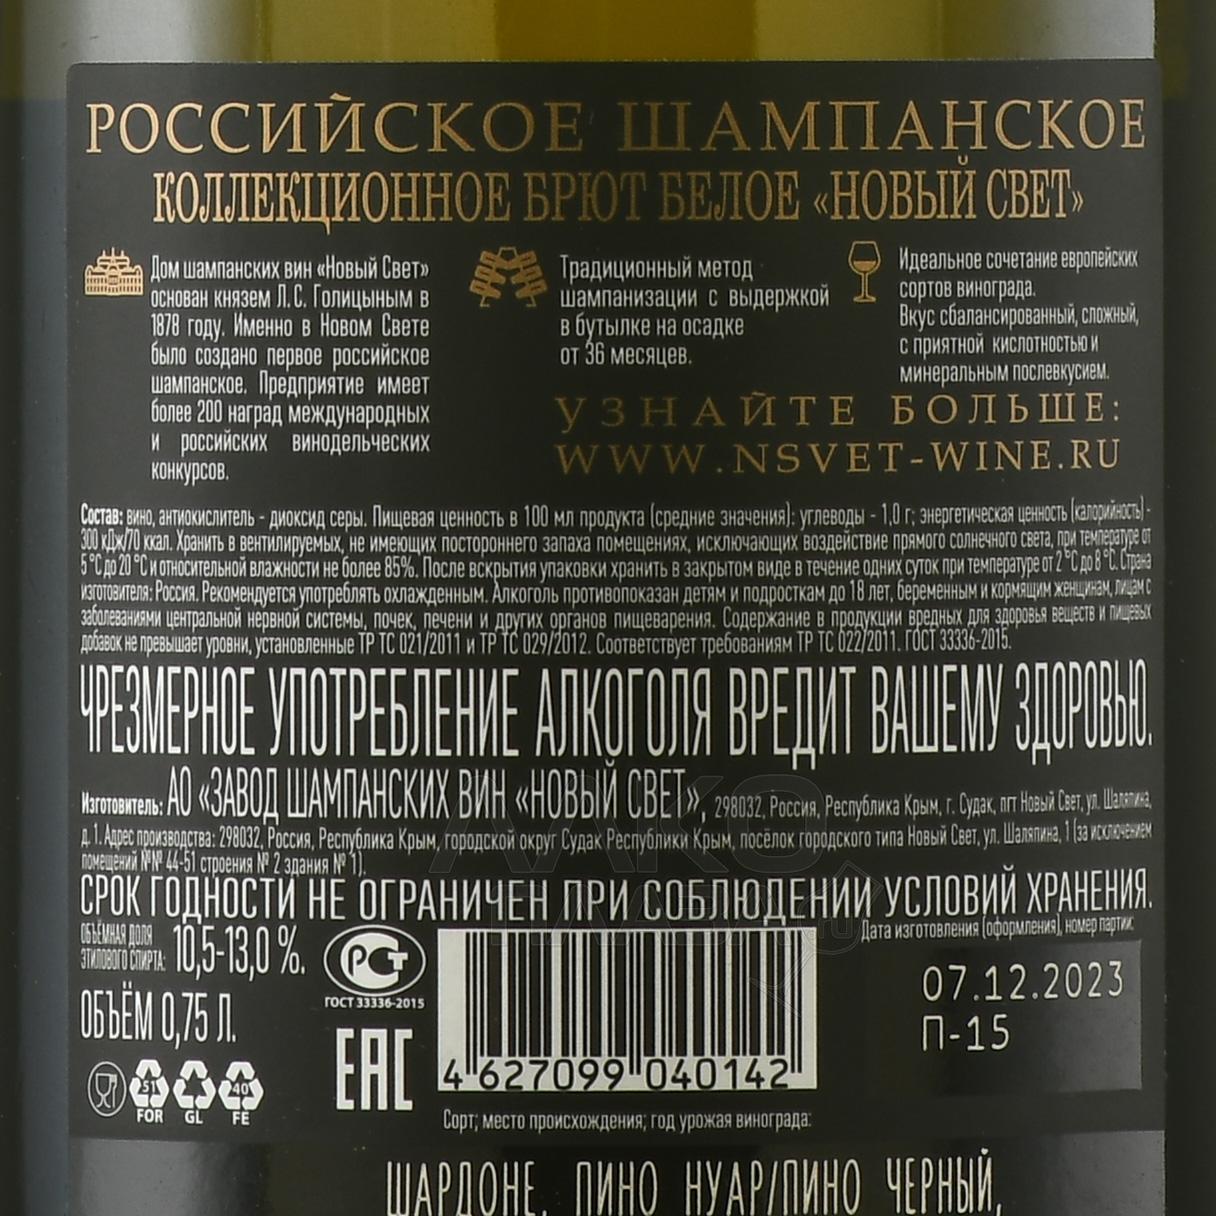 РОССИЙСКОЕ ШАМПАНСКОЕ
КОЛЛЕКЦИОННОЕ БРЮТ БЕЛОЕ «НОВЫЙ СВЕТ»
Дом шампанских вин «Новый Свет»
основан князем Л.С. Голицыным в
1878 году. Именно в Новом Свете
было создано первое российское
шампанское. Предприятие имеет
более 200 наград международных
и российских винодельческих
конкурсов.
Традиционный метод
шампанизации с выдержкой
в бутылке на осадке
от 36 месяцев.
Идеальное сочетание европейских
сортов винограда.
Вкус сбалансированный, сложный,
с приятной кислотностью и
минеральным послевкусием.
УЗНАЙТЕ БОЛЬШЕ:
WWW.NSVET-WINE.RU
Состав: вино, антиокислитель - диоксид серы. Пищевая ценность в 100 мл продукта (средние значения): углеводы - 1,0 г; энергетическая ценность (калорийность) -
300 кДж/70 ккал. Хранить в вентилируемых, не имеющих постороннего запаха помещениях, исключающих воздействие прямого солнечного света, при температуре от
5 °С до 20 °С и относительной влажности не более 85%. После вскрытия упаковки хранить в закрытом виде в течение одних суток при температуре от 2 °С до 8 °С. Страна
изготовителя: Россия. Рекомендуется употреблять охлажденным. Алкоголь противопоказан детям и подросткам до 18 лет, беременным и кормящим женщинам, лицам с
заболеваниями центральной нервной системы, почек, печени и других органов пищеварения. Содержание в продукции вредных для здоровья веществ и пищевых
добавок не превышает уровни, установленные ТР ТС 021/2011 и ТР ТС 029/2012. Соответствует требованиям ТР ТС 022/2011. ГОСТ 33336-2015.
ЧРЕЗМЕРНОЕ УПОТРЕБЛЕНИЕ АЛКОГОЛЯ ВРЕДИТ ВАШЕМУ ЗДОРОВЬЮ.
Изготовитель: АО «ЗАВОД ШАМПАНСКИХ ВИН «НОВЫЙ СВЕТ», 298032, Россия, Республика Крым, г. Судак, пгт Новый Свет, ул. Шаляпина,
д. 1. Адрес производства: 298032, Россия, Республика Крым, городской округ Судак Республики Крым, посёлок городского типа Новый Свет, ул. Шаляпина, 1 (за исключением
помещений №№ 44-51 строения № 2 здания № 1).
СРОК ГОДНОСТИ НЕ ОГРАНИЧЕН ПРИ СОБЛЮДЕНИИ УСЛОВИЙ ХРАНЕНИЯ.
ОБЪЁМНАЯ ДОЛЯ
ЭТИЛОВОГО СПИРТА: 10,5-13,0 %.
ОБЪЁМ 0,75 Л.
РСТ
ГОСТ 33336-2015
EAC
51
FOR
GL
40
FE
4 627099 040142
Дата изготовления (оформления), номер партии:
07.12.2023
П-15
Сорт; место происхождения; год урожая винограда:
ШАРДОНЕ, ПИНО НУАР/ПИНО ЧЕРНЫЙ,